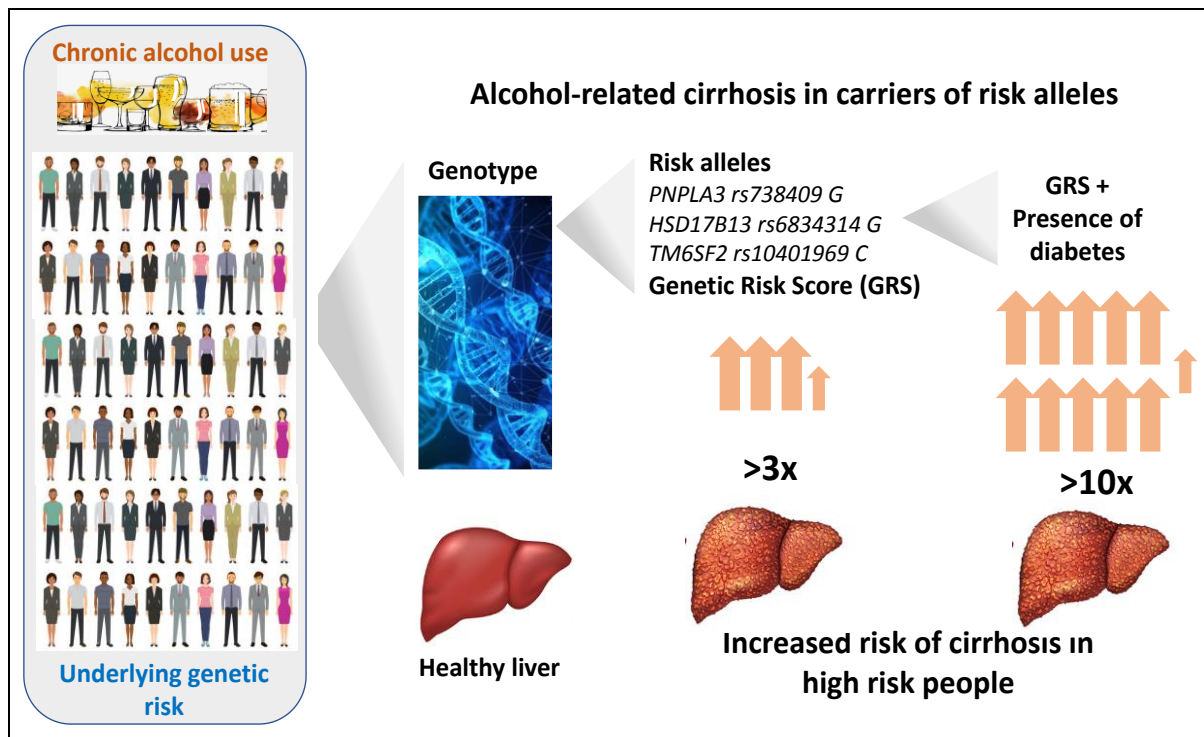 Chronic alcohol use
Underlying genetic
risk
Alcohol-related cirrhosis in carriers of risk alleles
Genotype
Healthy liver
Risk alleles
PNPLA3 rs738409 G
HSD17B13 rs6834314 G
TM6SF2 rs10401969 C
Genetic Risk Score (GRS)
>3x
GRS +
Presence of
diabetes
>10x
Increased risk of cirrhosis in
high risk people